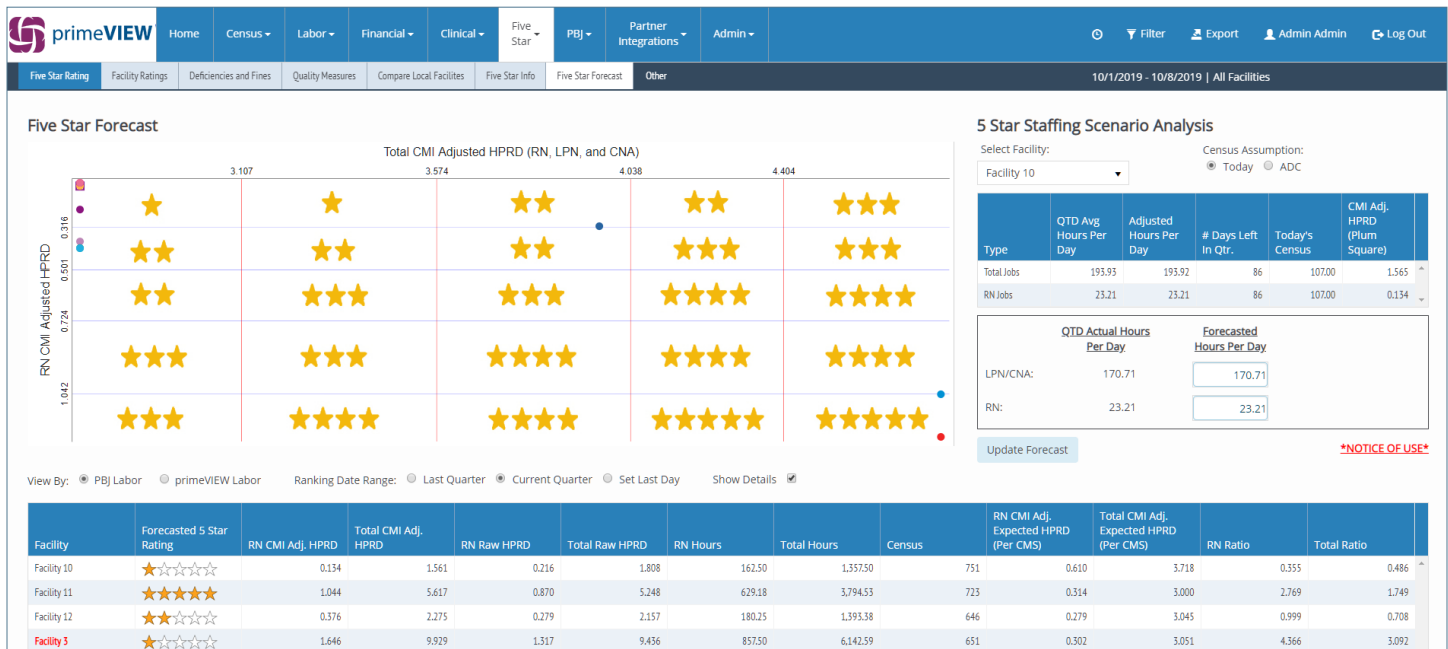 primeVIEW
Home
Census
Labor
Financial
Clinical
Five
Star
PBJ
Partner
Integrations
Admin
Filter
Export
Admin Admin
Log Out
Five Star Rating
Facility Ratings
Deficiencies and Fines
Quality Measures
Compare Local Facilites
Five Star Info
Five Star Forecast
Other
10/1/2019 - 10/8/2019 | All Facilities
Five Star Forecast
Total CMI Adjusted HPRD (RN, LPN, and CNA)
3.107 3.574 4.038 4.404
RN CMI Adjusted HPRD
0.316
0.501
0.724
1.042
5 Star Staffing Scenario Analysis
Select Facility:
Facility 10
Census Assumption:
Today ADC
Type
QTD Avg
Hours Per
Day
Adjusted
Hours Per
Day
# Days Left
In Qtr.
Today's
Census
CMI Adj.
HPRD
(Plum
Square)
Total Jobs 193.93 193.92 86 107.00 1.565
RN Jobs 23.21 23.21 86 107.00 0.134
QTD Actual Hours
Per Day
Forecasted
Hours Per Day
LPN/CNA: 170.71 170.71
RN: 23.21 23.21
Update Forecast
*NOTICE OF USE*
View By: PBJ Labor primeVIEW Labor Ranking Date Range: Last Quarter Current Quarter Set Last Day Show Details
Facility
Forecasted 5 Star
Rating
RN CMI Adj. HPRD
Total CMI Adj.
HPRD
RN Raw HPRD
Total Raw HPRD
RN Hours
Total Hours
Census
RN CMI Adj.
Expected HPRD
(Per CMS)
Total CMI Adj.
Expected HPRD
(Per CMS)
RN Ratio
Total Ratio
Facility 10 0.134 1.561 0.216 1.808 162.50 1,357.50 751 0.610 3.718 0.355 0.486
Facility 11 1.044 5.617 0.870 5.248 629.18 3,794.53 723 0.314 3.000 2.769 1.749
Facility 12 0.376 2.275 0.279 2.157 180.25 1,393.38 646 0.279 3.045 0.999 0.708
Facility 3 1.646 9.929 1.317 9.436 857.50 6,142.59 651 0.302 3.051 4.366 3.092